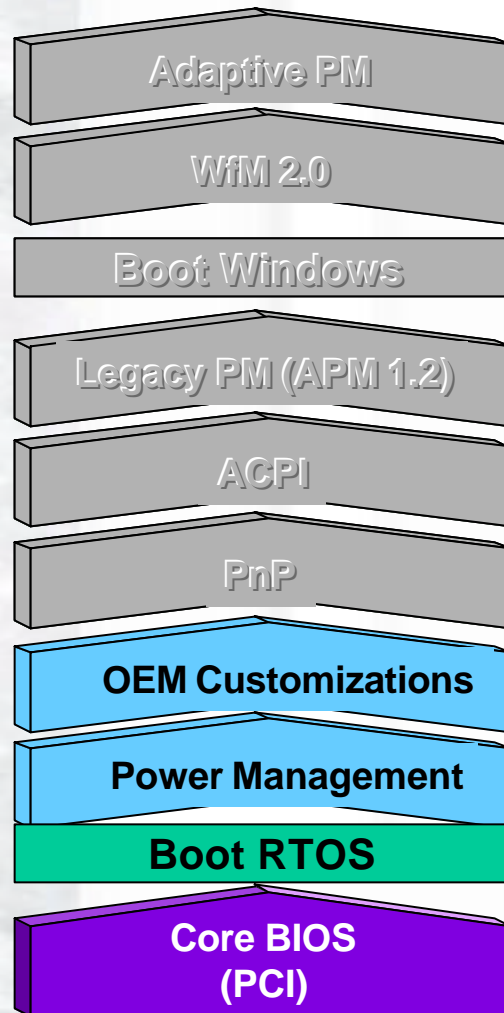 Adaptive PM
WfM 2.0
Boot Windows
Legacy PM (APM 1.2)
ACPI
PnP
OEM Customizations
Power Management
Boot RTOS
Core BIOS
(PCI)